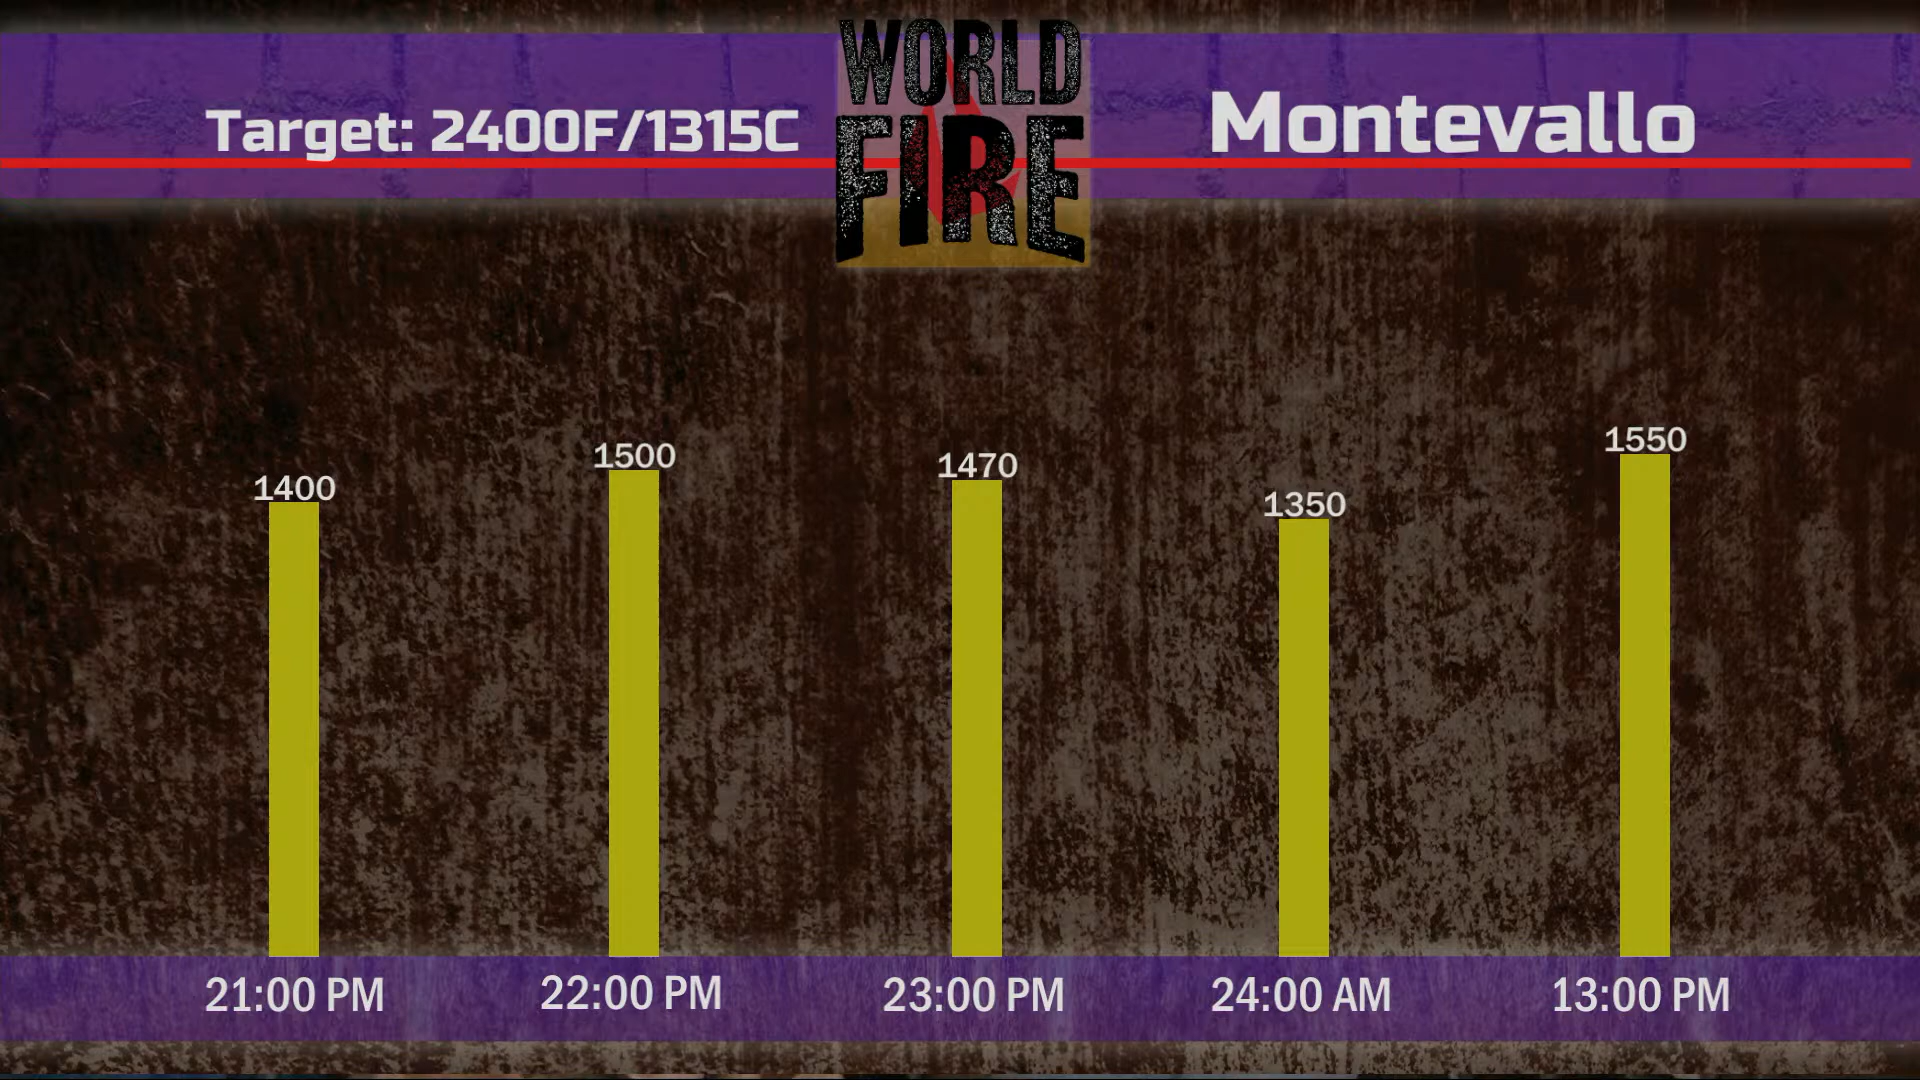 WORLD
FIRE
Target: 2400F/1315C
Montevallo
1400
1500
1470
1350
1550
21:00 PM
22:00 PM
23:00 PM
24:00 AM
13:00 PM